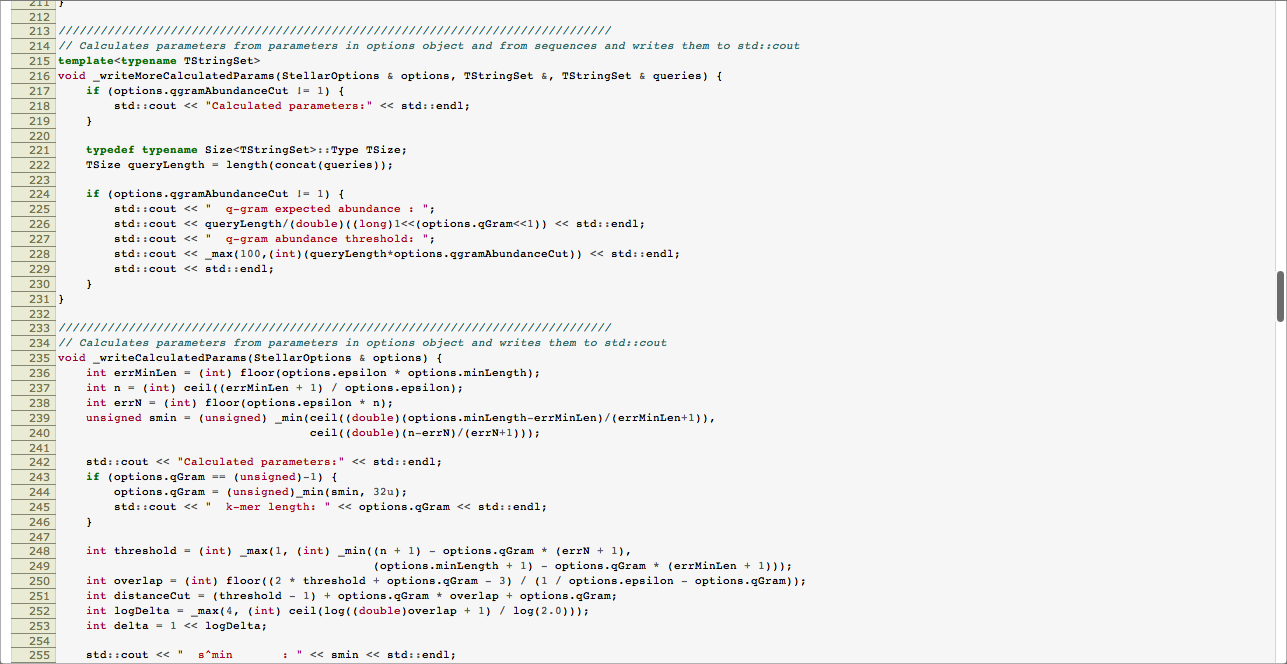 211 }
212
213 ///////////////////////////////////////////////////////////////////////////////
214 // Calculates parameters from parameters in options object and from sequences and writes them to std::cout
215 template<typename TStringSet>
216 void _writeMoreCalculatedParams(StellarOptions & options, TStringSet &, TStringSet & queries) {
217     if (options.qgramAbundanceCut != 1) {
218         std::cout << "Calculated parameters:" << std::endl;
219     }
220
221     typedef typename Size<TStringSet>::Type TSize;
222     TSize queryLength = length(concat(queries));
223
224     if (options.qgramAbundanceCut != 1) {
225         std::cout << "  q-gram expected abundance : ";
226         std::cout << queryLength/(double)((long)1<<(options.qGram<<1)) << std::endl;
227         std::cout << "  q-gram abundance threshold: ";
228         std::cout << _max(100,(int)(queryLength*options.qgramAbundanceCut)) << std::endl;
229         std::cout << std::endl;
230     }
231 }
232
233 ///////////////////////////////////////////////////////////////////////////////
234 // Calculates parameters from parameters in options object and writes them to std::cout
235 void _writeCalculatedParams(StellarOptions & options) {
236     int errMinLen = (int) floor(options.epsilon * options.minLength);
237     int n = (int) ceil((errMinLen + 1) / options.epsilon);
238     int errN = (int) floor(options.epsilon * n);
239     unsigned smin = (unsigned) _min(ceil((double)(options.minLength-errMinLen)/(errMinLen+1)),
240                                     ceil((double)(n-errN)/(errN+1)));
241
242     std::cout << "Calculated parameters:" << std::endl;
243     if (options.qGram == (unsigned)-1) {
244         options.qGram = (unsigned)_min(smin, 32u);
245         std::cout << "  k-mer length: " << options.qGram << std::endl;
246     }
247
248     int threshold = (int) _max(1, (int) _min((n + 1) - options.qGram * (errN + 1),
249                                              (options.minLength + 1) - options.qGram * (errMinLen + 1)));
250     int overlap = (int) floor((2 * threshold + options.qGram - 3) / (1 / options.epsilon - options.qGram));
251     int distanceCut = (threshold - 1) + options.qGram * overlap + options.qGram;
252     int logDelta = _max(4, (int) ceil(log((double)overlap + 1) / log(2.0)));
253     int delta = 1 << logDelta;
254
255     std::cout << "  s^min       : " << smin << std::endl;